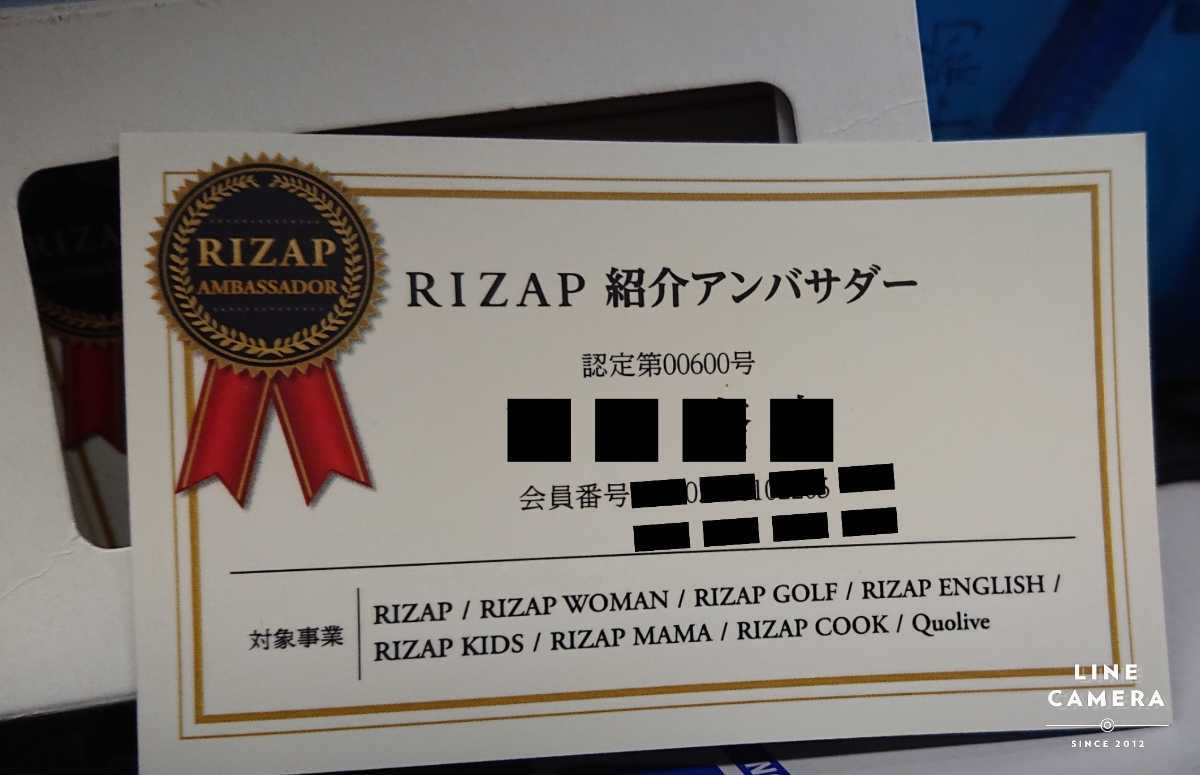 RIZAP
AMBASSADOR
RIZAP 紹介アンバサダー
認定第00600号
会員番号
対象事業
RIZAP / RIZAP WOMAN / RIZAP GOLF / RIZAP ENGLISH /
RIZAP KIDS / RIZAP MAMA / RIZAP COOK / Quolive
LINE
CAMERA
SINCE 2012